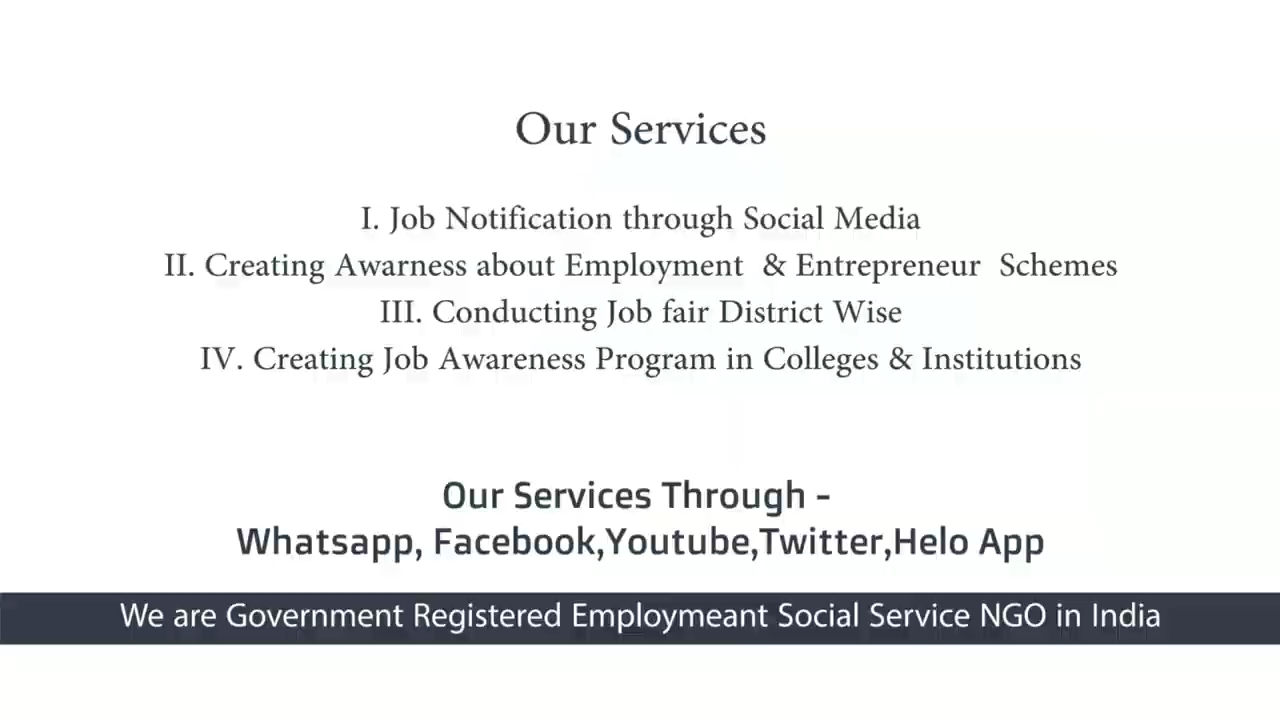 Our Services
I. Job Notification through Social Media
II. Creating Awarness about Employment & Entrepreneur Schemes
III. Conducting Job fair District Wise
IV. Creating Job Awareness Program in Colleges & Institutions
Our Services Through -
Whatsapp, Facebook,Youtube,Twitter,Helo App
We are Government Registered Employmeant Social Service NGO in India